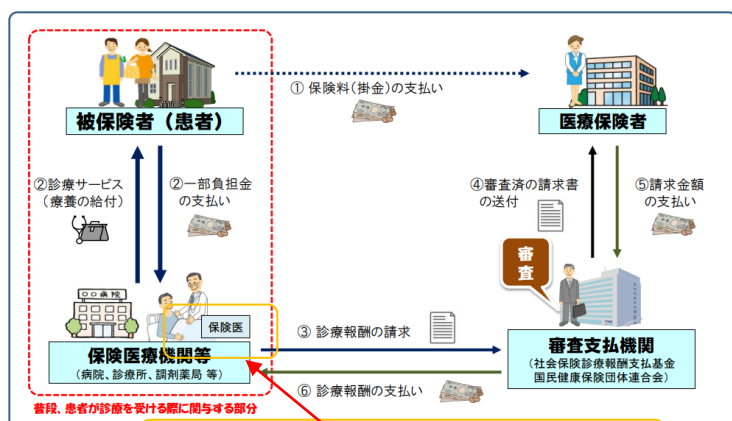 ① 保険料(掛金)の支払い
被保険者(患者)
医療保険者
②診療サービス
(療養の給付)
②一部負担金
の支払い
④審査済の請求書
の送付
⑤請求金額
の支払い
審査
○○病院
保険医
③ 診療報酬の請求
保険医療機関等
(病院、診療所、調剤薬局 等)
審査支払機関
(社会保険診療報酬支払基金
国民健康保険団体連合会)
⑥ 診療報酬の支払い
普段、患者が診療を受ける際に関与する部分